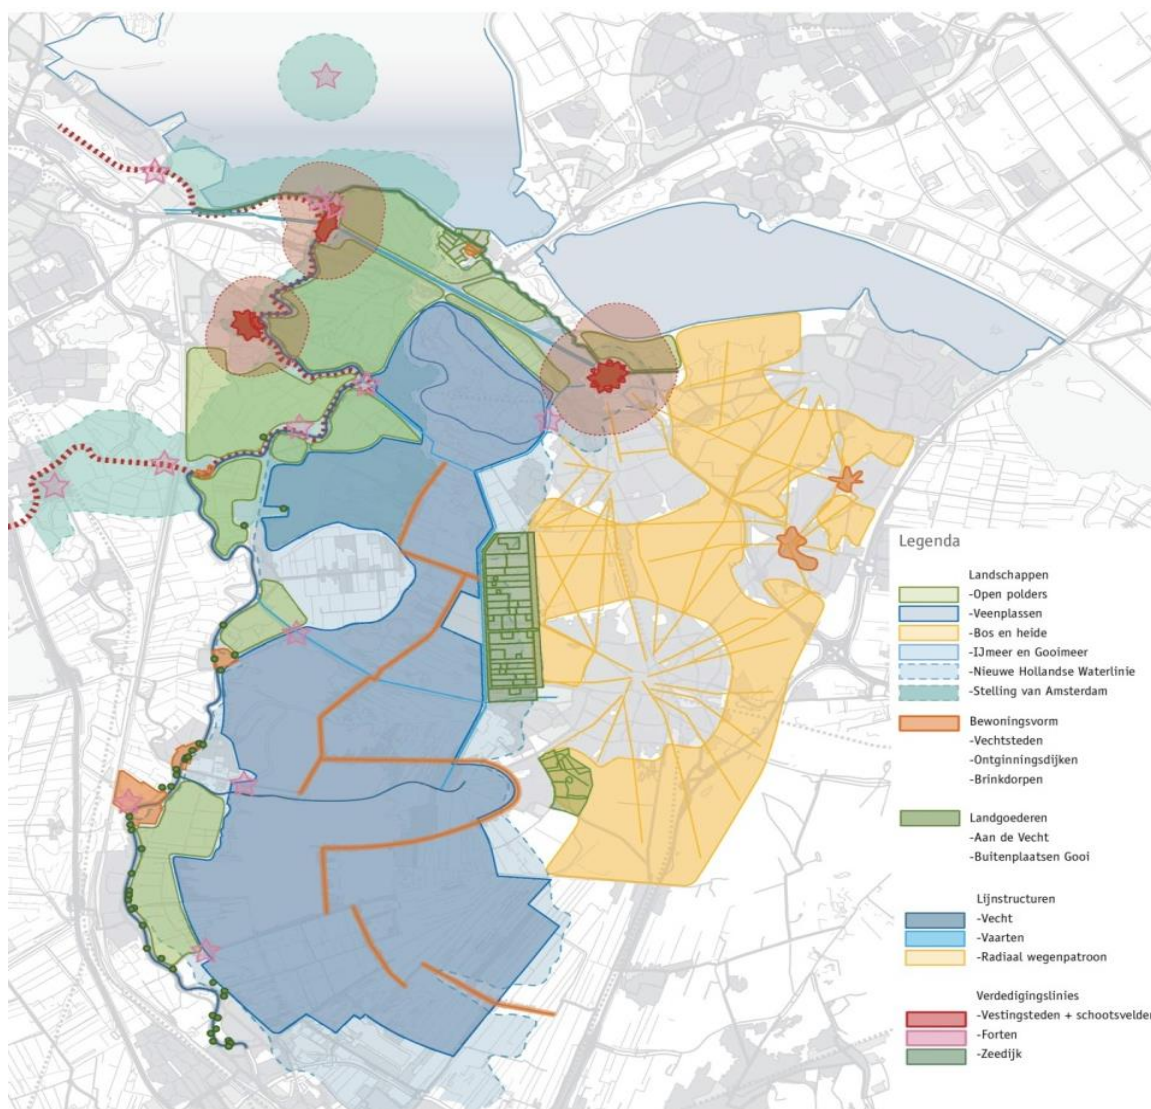 Legenda
Landschappen
-Open polders
-Veenplassen
-Bos en heide
-IJmeer en Gooimeer
-Nieuwe Hollandse Waterlinie
-Stelling van Amsterdam
Bewoningsvorm
-Vechtsteden
-Ontginningsdijken
-Brinkdorpen
Landgoederen
-Aan de Vecht
-Buitenplaatsen Gooi
Lijnstructuren
-Vecht
-Vaarten
-Radiaal wegenpatroon
Verdedigingslinies
-Vestingsteden + schootsvelden
-Forten
-Zeedijk